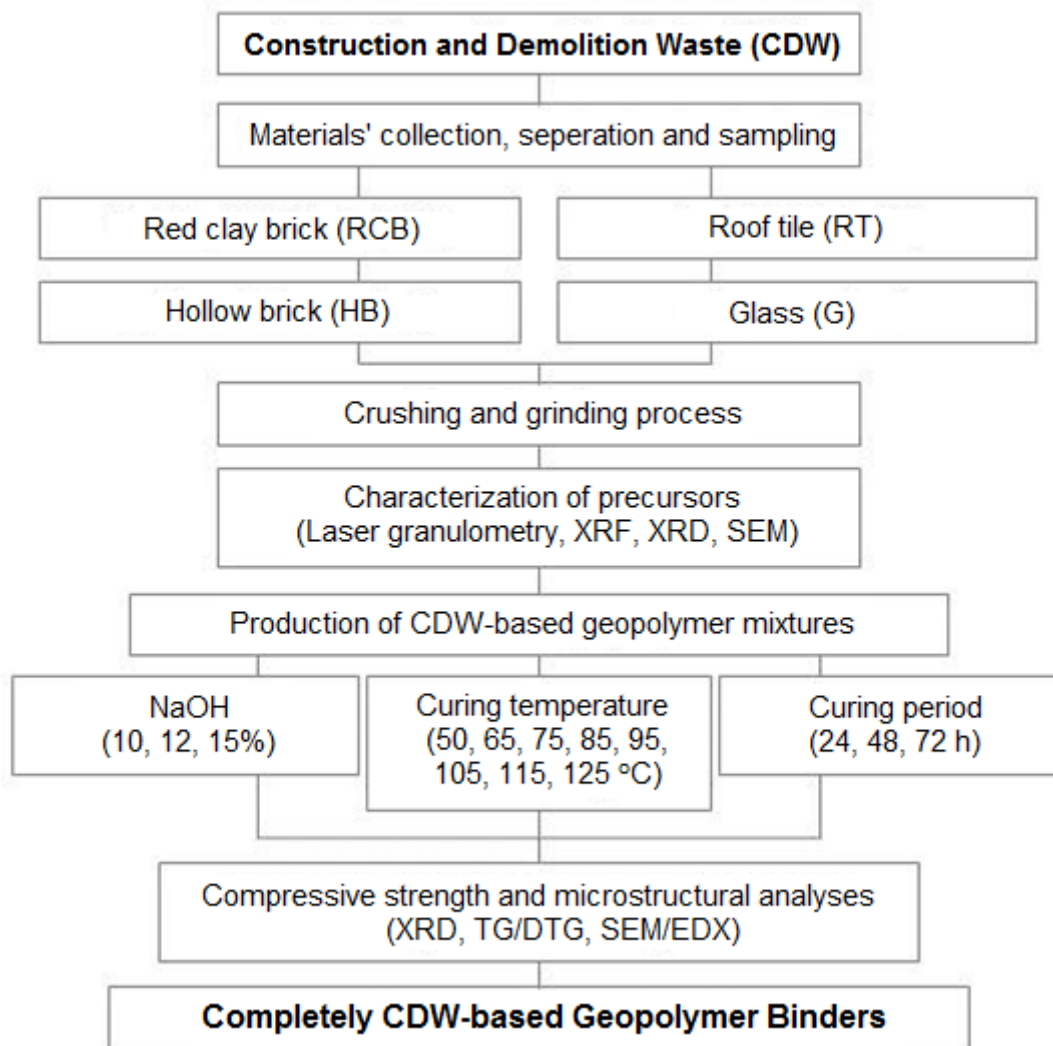 Construction and Demolition Waste (CDW)
Materials' collection, seperation and sampling
Red clay brick (RCB)
Roof tile (RT)
Hollow brick (HB)
Glass (G)
Crushing and grinding process
Characterization of precursors
(Laser granulometry, XRF, XRD, SEM)
Production of CDW-based geopolymer mixtures
NaOH
(10, 12, 15%)
Curing temperature
(50, 65, 75, 85, 95,
105, 115, 125 ºC)
Curing period
(24, 48, 72 h)
Compressive strength and microstructural analyses
(XRD, TG/DTG, SEM/EDX)
Completely CDW-based Geopolymer Binders